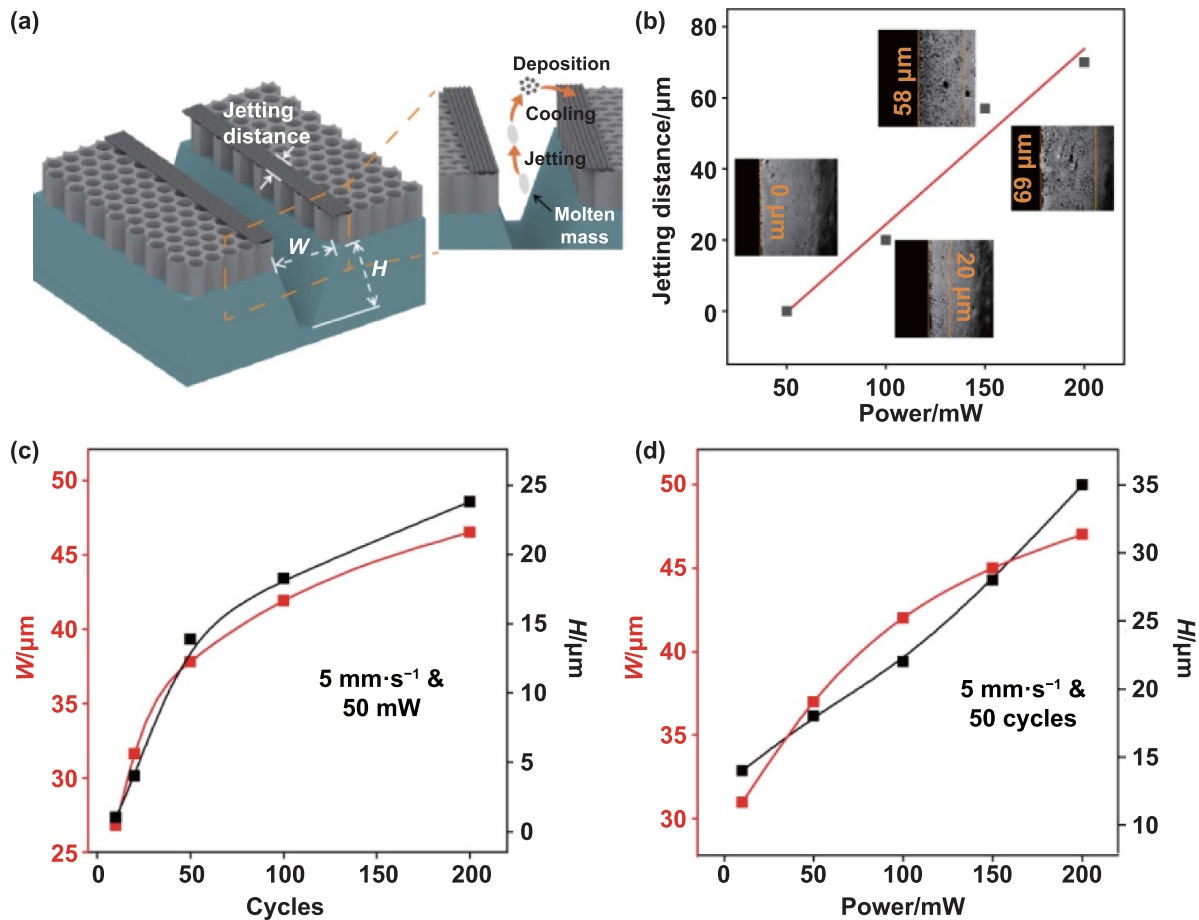 (a)
Jetting
distance
W
H
Deposition
Cooling
Jetting
Molten
mass
(b)
Jetting distance/μm
80
60
40
20
0
0 μm
20 μm
58 μm
69 μm
50
100
150
200
Power/mW
(c)
W/μm
50
45
40
35
30
25
5 mm·s⁻¹ &
50 mW
25
20
15
10
5
0
H/μm
0
50
100
150
200
Cycles
(d)
W/μm
50
45
40
35
30
5 mm·s⁻¹ &
50 cycles
35
30
25
20
14
10
H/μm
0
50
100
150
200
Power/mW